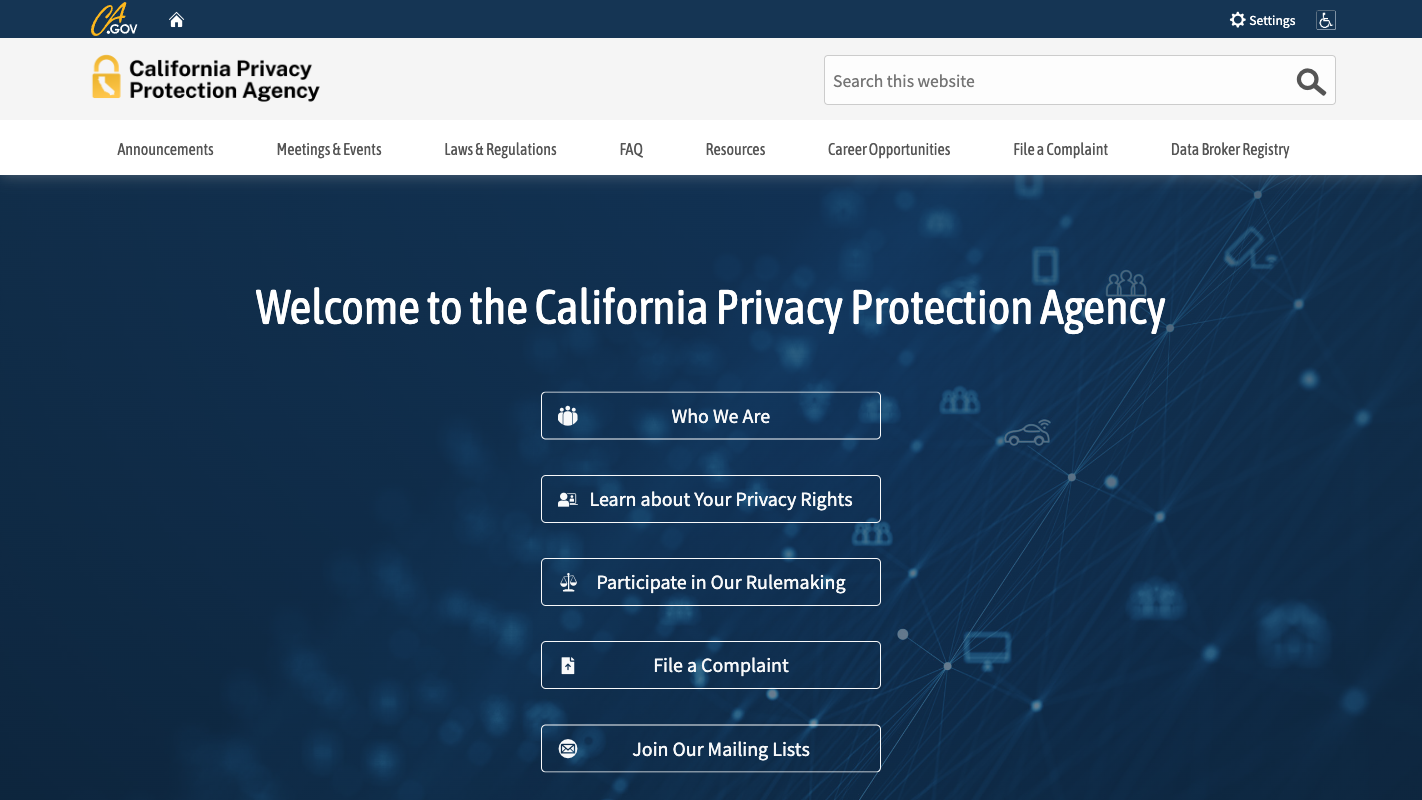 CA.GOV
Settings
California Privacy
Protection Agency
Search this website
Announcements
Meetings & Events
Laws & Regulations
FAQ
Resources
Career Opportunities
File a Complaint
Data Broker Registry
Welcome to the California Privacy Protection Agency
Who We Are
Learn about Your Privacy Rights
Participate in Our Rulemaking
File a Complaint
Join Our Mailing Lists